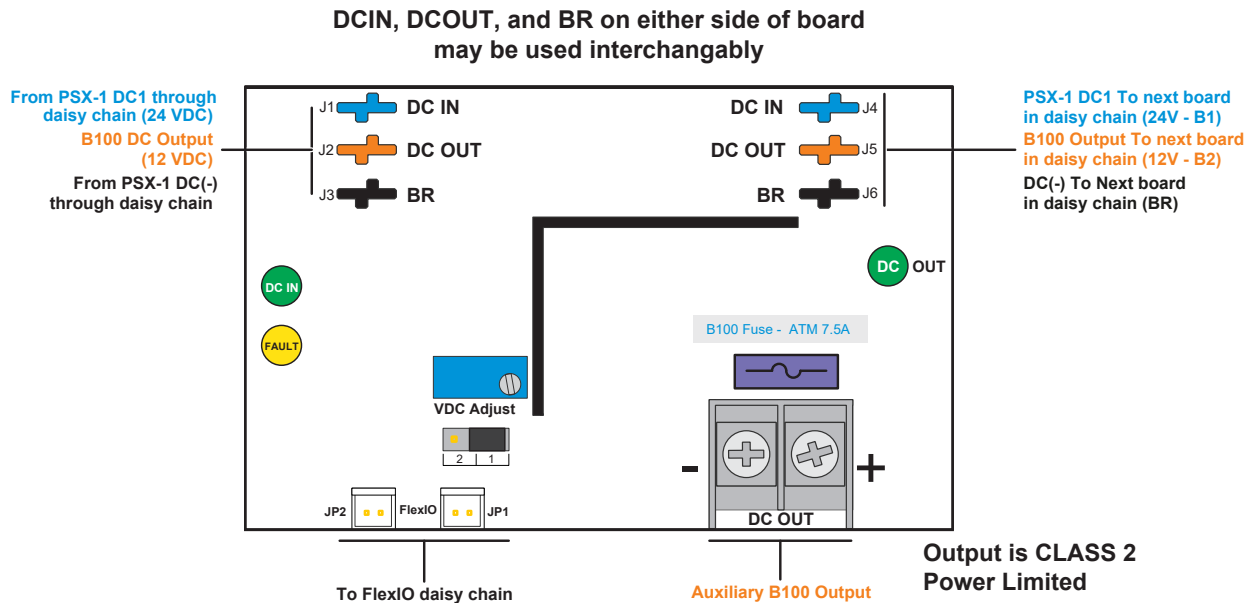 DCIN, DCOUT, and BR on either side of board
may be used interchangably
From PSX-1 DC1 through
daisy chain (24 VDC)
B100 DC Output
(12 VDC)
From PSX-1 DC(-)
through daisy chain
J1 DC IN
J2 DC OUT
J3 BR
DC IN J4
DC OUT J5
BR J6
PSX-1 DC1 To next board
in daisy chain (24V - B1)
B100 Output To next board
in daisy chain (12V - B2)
DC(-) To Next board
in daisy chain (BR)
DC IN
FAULT
DC OUT
B100 Fuse - ATM 7.5A
VDC Adjust
2 1
- +
JP2 FlexIO JP1
DC OUT
To FlexIO daisy chain
Auxiliary B100 Output
Output is CLASS 2
Power Limited